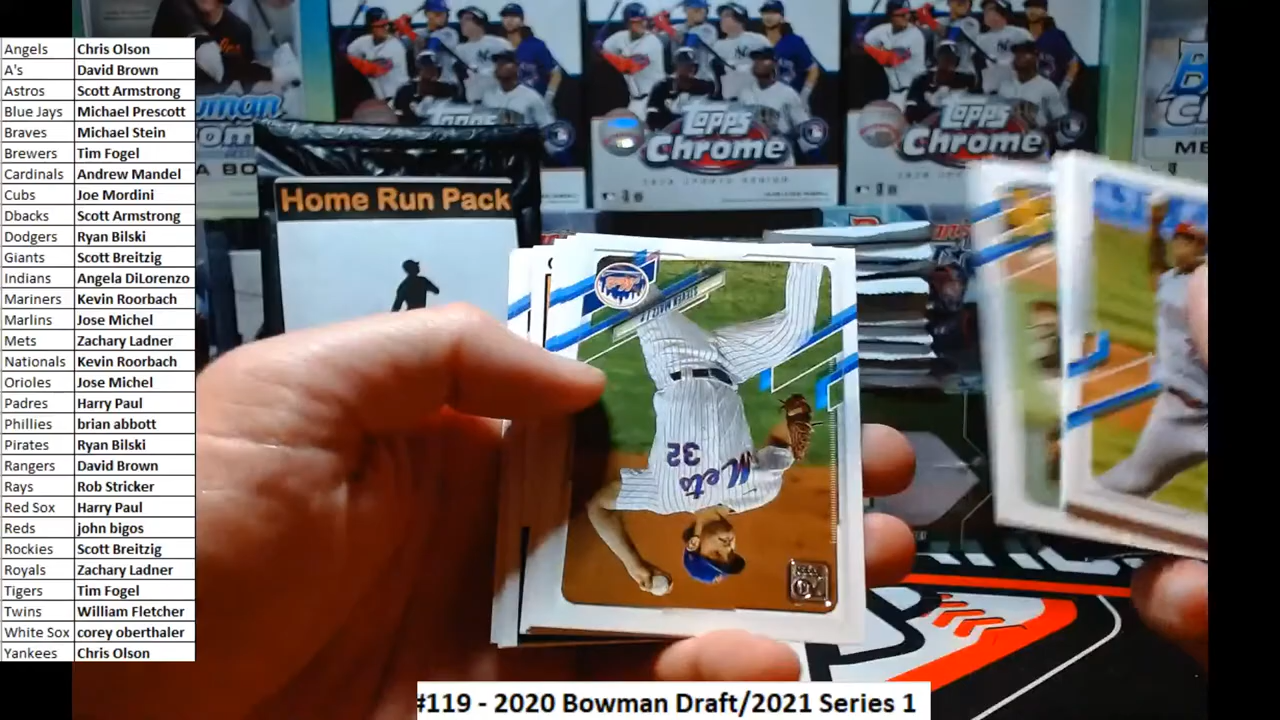 Angels Chris Olson
A's David Brown
Astros Scott Armstrong
Blue Jays Michael Prescott
Braves Michael Stein
Brewers Tim Fogel
Cardinals Andrew Mandel
Cubs Joe Mordini
Dbacks Scott Armstrong
Dodgers Ryan Bilski
Giants Scott Breitzig
Indians Angela DiLorenzo
Mariners Kevin Roorbach
Marlins Jose Michel
Mets Zachary Ladner
Nationals Kevin Roorbach
Orioles Jose Michel
Padres Harry Paul
Phillies brian abbott
Pirates Ryan Bilski
Rangers David Brown
Rays Rob Stricker
Red Sox Harry Paul
Reds john bigos
Rockies Scott Breitzig
Royals Zachary Ladner
Tigers Tim Fogel
Twins William Fletcher
White Sox corey oberthaler
Yankees Chris Olson
Topps
Chrome
Topps
Chrome
Home Run Pack
Mets
32
#119 - 2020 Bowman Draft/2021 Series 1